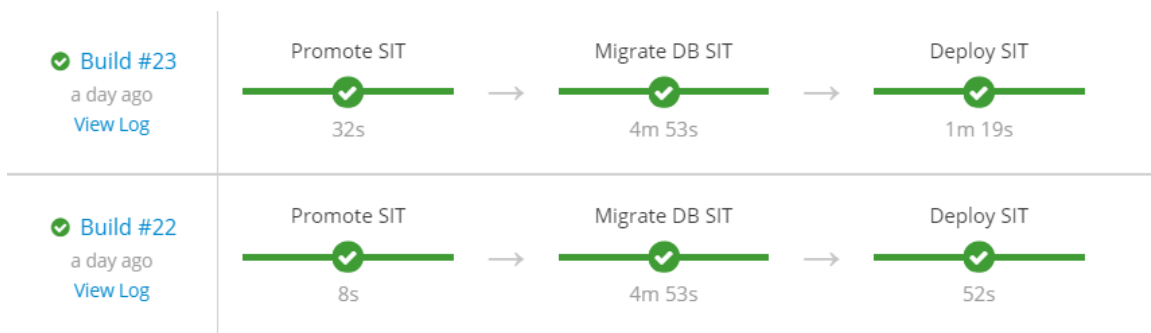 Build #23
a day ago
View Log
Promote SIT
32s
Migrate DB SIT
4m 53s
Deploy SIT
1m 19s
Build #22
a day ago
View Log
Promote SIT
8s
Migrate DB SIT
4m 53s
Deploy SIT
52s